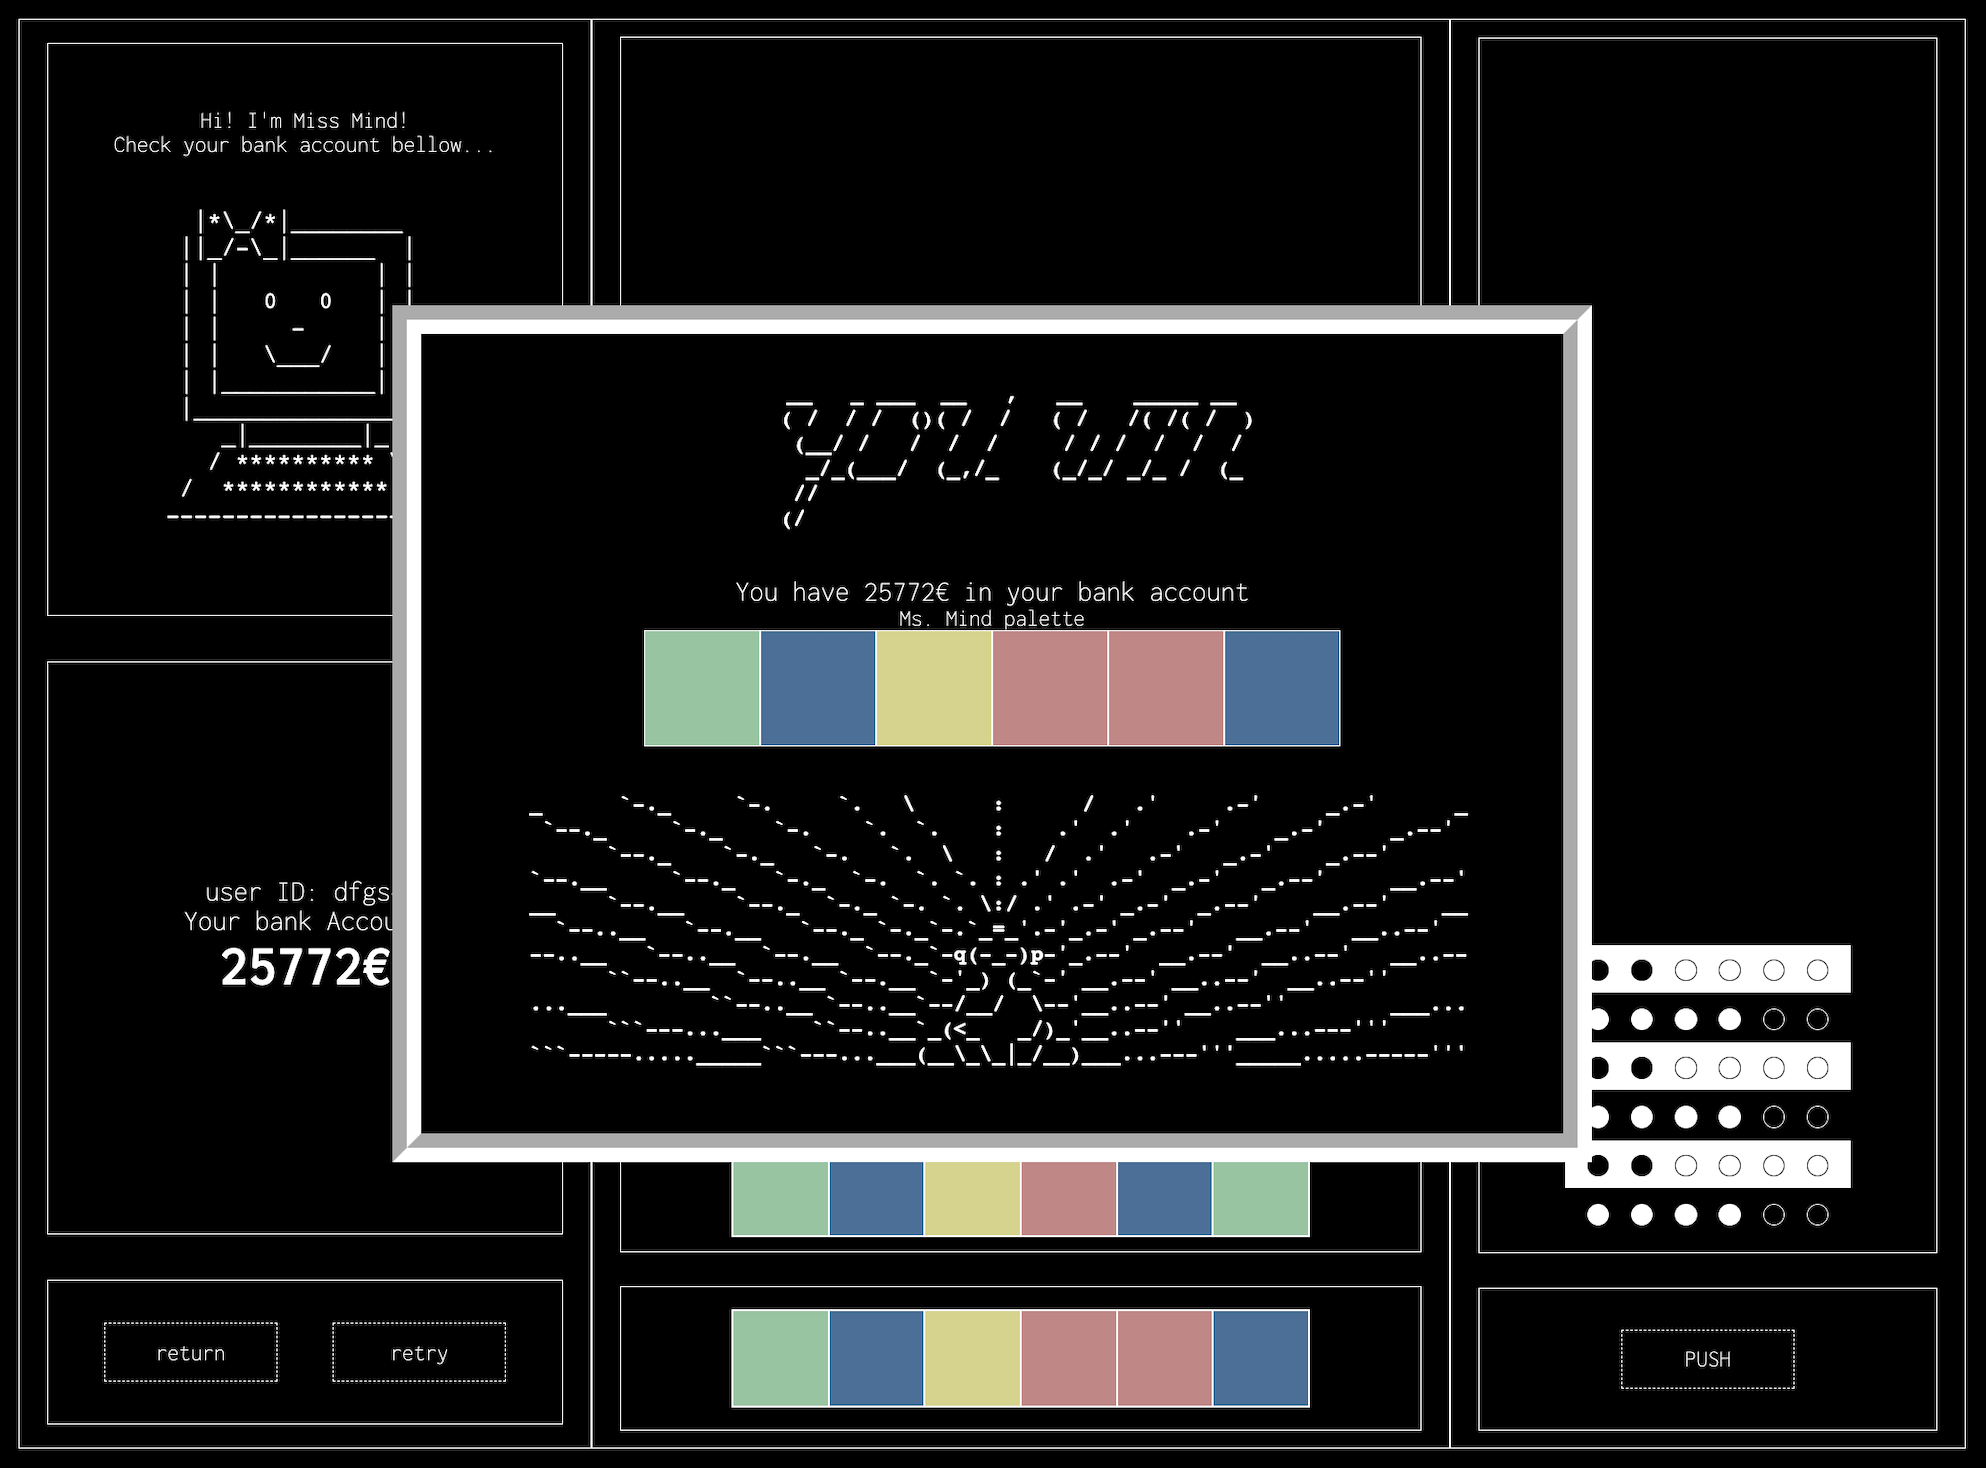 Hi! I'm Miss Mind!
Check your bank account bellow...
you win
You have 25772€ in your bank account
Ms. Mind palette
user ID: dfgs
Your bank Accou
25772€
return
retry
PUSH